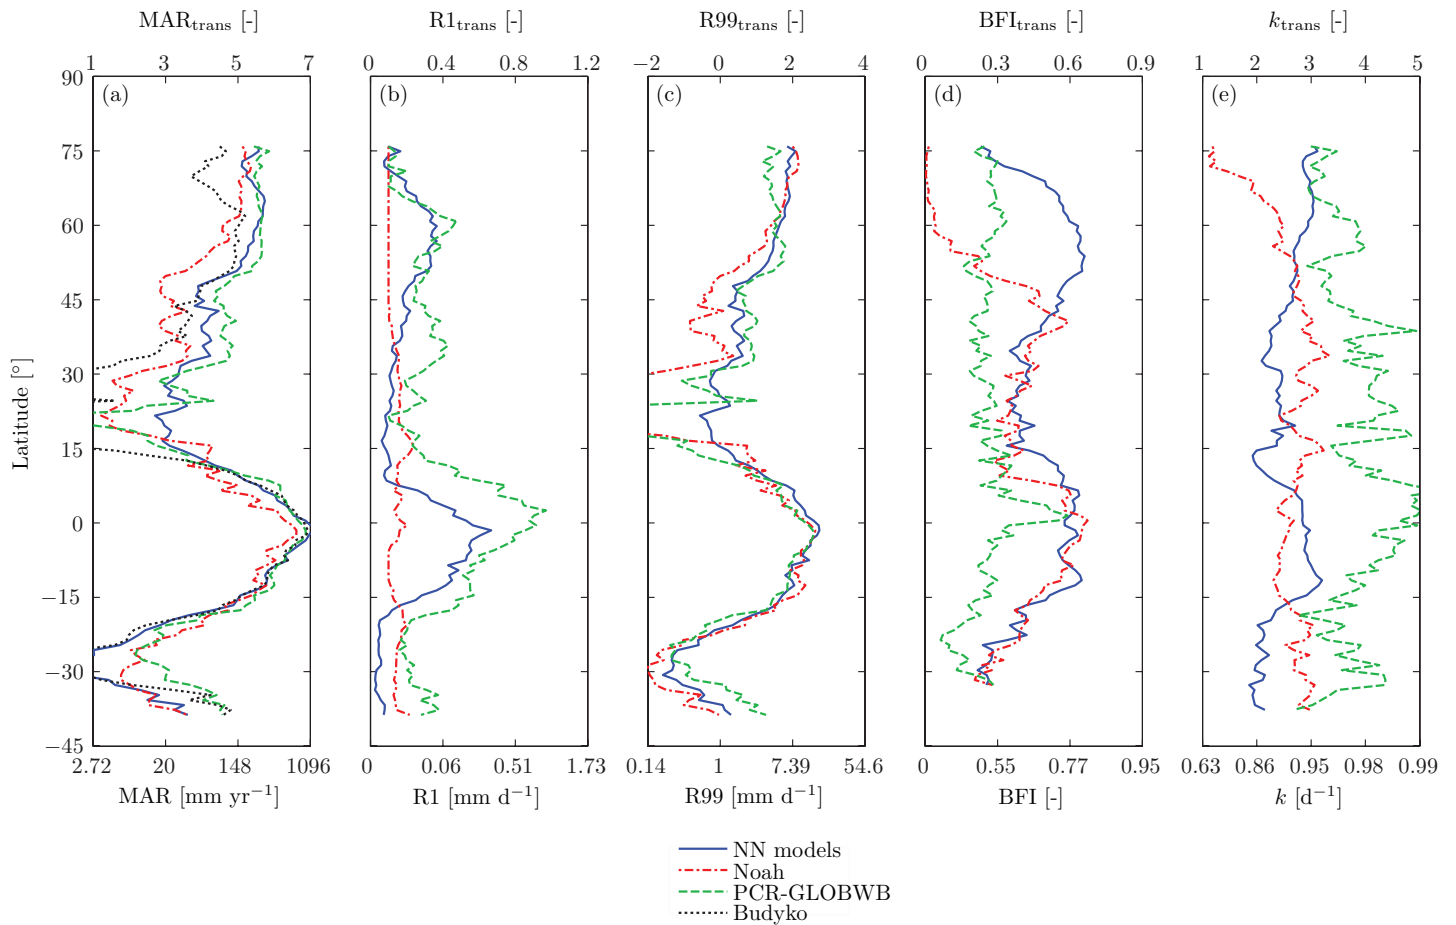 MARtrans [-] R1trans [-] R99trans [-] BFItrans [-] ktrans [-]
1 3 5 7 0 0.4 0.8 1.2 −2 0 2 4 0 0.3 0.6 0.9 1 2 3 4 5
90 (a) (b) (c) (d) (e)
75
60
45
30
15
0
−15
−30
−45
Latitude [°]
2.72 20 148 1096 0 0.06 0.51 1.73 0.14 1 7.39 54.6 0 0.55 0.77 0.95 0.63 0.86 0.95 0.98 0.99
MAR [mm yr−1] R1 [mm d−1] R99 [mm d−1] BFI [-] k [d−1]
NN models
Noah
PCR-GLOBWB
Budyko